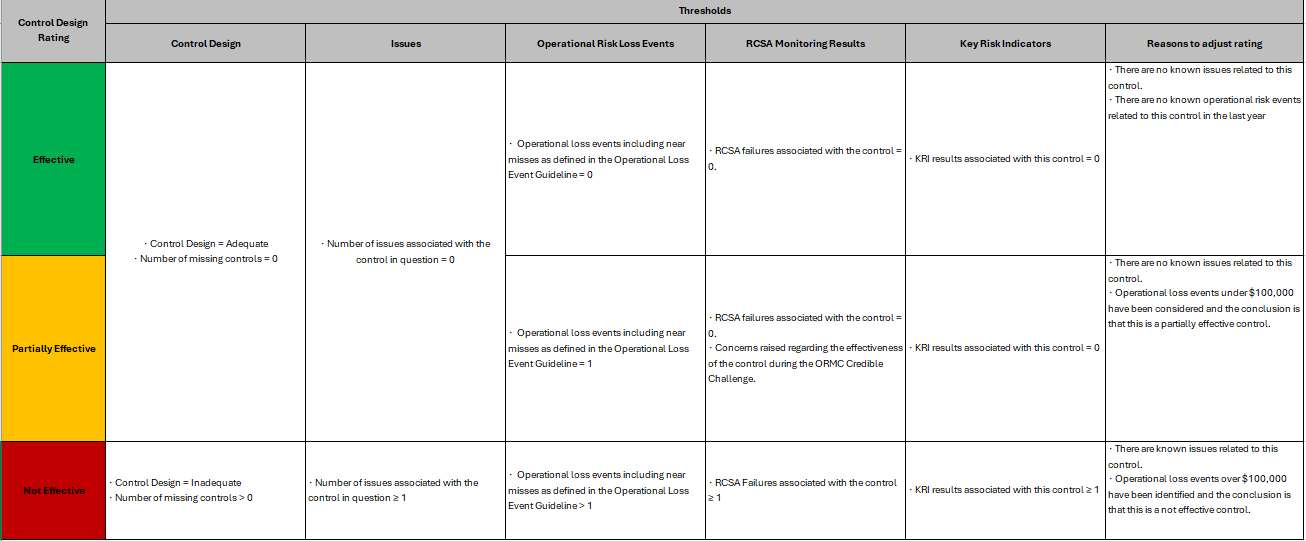 Control Design
Rating
Thresholds
Control Design
Issues
Operational Risk Loss Events
RCSA Monitoring Results
Key Risk Indicators
Reasons to adjust rating
Effective
· Control Design = Adequate
· Number of missing controls = 0
· Number of issues associated with the
control in question = 0
· Operational loss events including near
misses as defined in the Operational Loss
Event Guideline = 0
· RCSA failures associated with the control =
0.
· KRI results associated with this control = 0
· There are no known issues related to this
control.
· There are no known operational risk events
related to this control in the last year
Partially Effective
· Operational loss events including near
misses as defined in the Operational Loss
Event Guideline = 1
· RCSA failures associated with the control =
0.
· Concerns raised regarding the effectiveness
of the control during the ORMC Credible
Challenge.
· KRI results associated with this control = 0
· There are no known issues related to this
control.
· Operational loss events under $100,000
have been considered and the conclusion is
that this is a partially effective control.
Not Effective
· Control Design = Inadequate
· Number of missing controls > 0
· Number of issues associated with the
control in question ≥ 1
· Operational loss events including near
misses as defined in the Operational Loss
Event Guideline > 1
· RCSA Failures associated with the control
≥ 1
· KRI results associated with this control ≥ 1
· There are known issues related to this
control.
· Operational loss events over $100,000
have been identified and the conclusion is
that this is a not effective control.